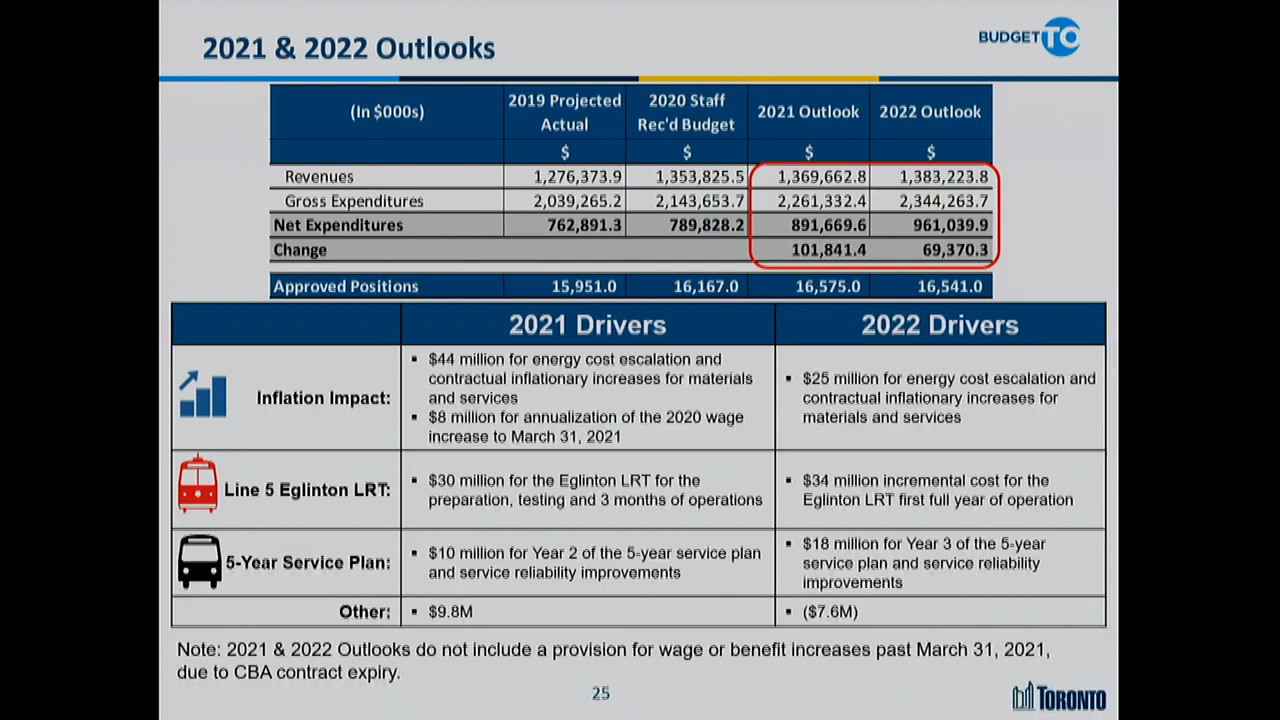 2021 & 2022 Outlooks
BUDGETTO
(In $000s) 2019 Projected Actual 2020 Staff Rec'd Budget 2021 Outlook 2022 Outlook
$ $ $ $
Revenues 1,276,373.9 1,353,825.5 1,369,662.8 1,383,223.8
Gross Expenditures 2,039,265.2 2,143,653.7 2,261,332.4 2,344,263.7
Net Expenditures 762,891.3 789,828.2 891,669.6 961,039.9
Change 101,841.4 69,370.3
Approved Positions 15,951.0 16,167.0 16,575.0 16,541.0
2021 Drivers 2022 Drivers
Inflation Impact:
▪ $44 million for energy cost escalation and
contractual inflationary increases for materials
and services
▪ $8 million for annualization of the 2020 wage
increase to March 31, 2021
▪ $25 million for energy cost escalation and
contractual inflationary increases for
materials and services
Line 5 Eglinton LRT:
▪ $30 million for the Eglinton LRT for the
preparation, testing and 3 months of operations
▪ $34 million incremental cost for the
Eglinton LRT first full year of operation
5-Year Service Plan:
▪ $10 million for Year 2 of the 5-year service plan
and service reliability improvements
▪ $18 million for Year 3 of the 5-year
service plan and service reliability
improvements
Other:
▪ $9.8M
▪ ($7.6M)
Note: 2021 & 2022 Outlooks do not include a provision for wage or benefit increases past March 31, 2021,
due to CBA contract expiry.
25
TORONTO